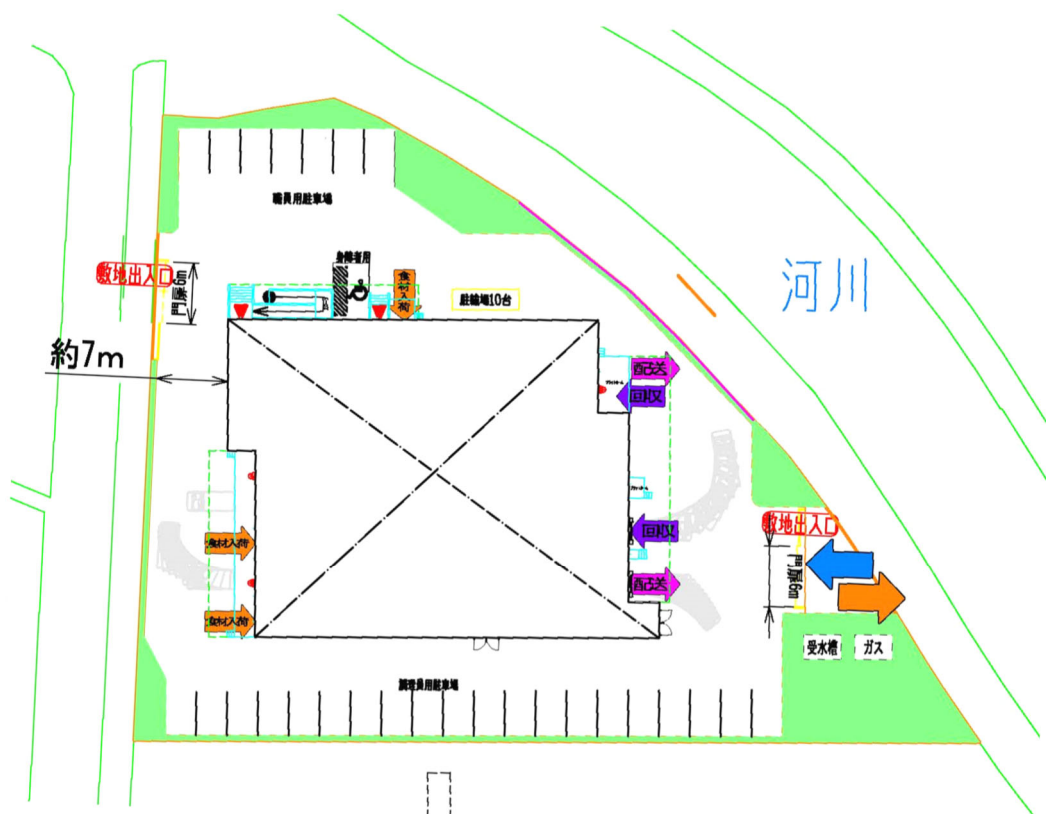 職員用駐車場
敷地出入口
門扉6m
身障者用
食材入荷
駐輪場10台
河川
約7m
配送
回収
食材入荷
食材入荷
回収
配送
敷地出入口
門扉6m
受水槽
ガス
調理員用駐車場